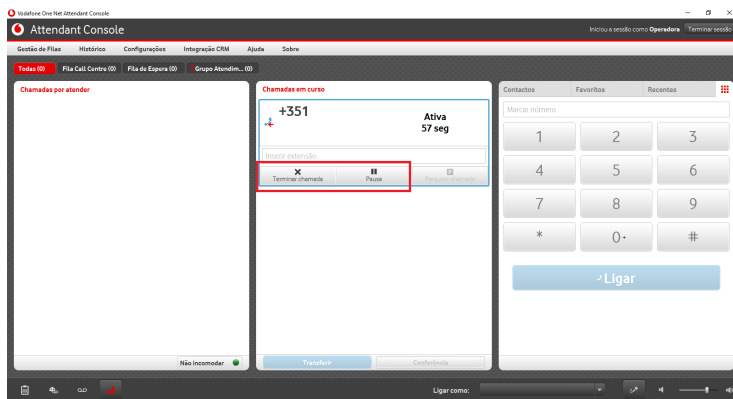 Vodafone One Net Attendant Console
Attendant Console
Iniciou a sessão como Operadora
Terminar sessão
Gestão de Filas Histórico Configurações Integração CRM Ajuda Sobre
Todas (0) Fila Call Centre (0) Fila de Espera (0) Grupo Atendim... (0)
Chamadas por atender
Não incomodar
Chamadas em curso
+351
Ativa
57 seg
Inserir extensão
Terminar chamada Pausa
Transferir Conferência
Contactos Favoritos Recentes
Marcar número
1 2 3
4 5 6
7 8 9
* 0+ #
Ligar
Ligar como: